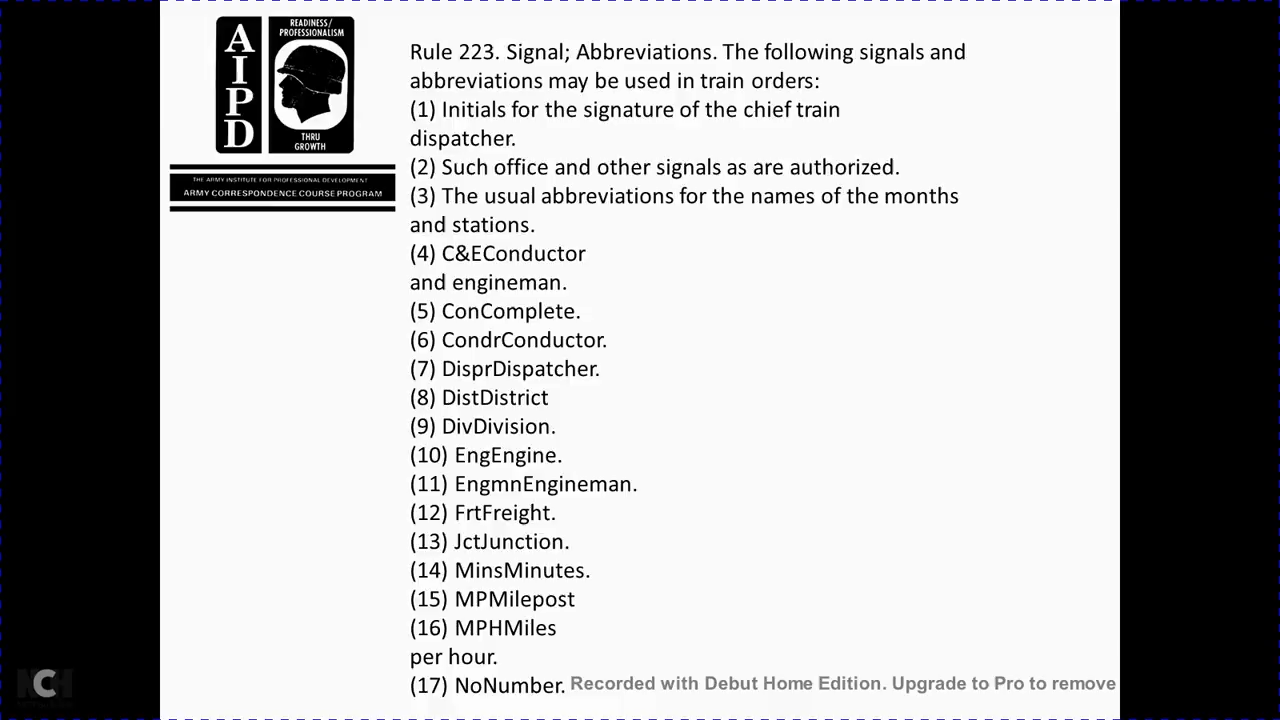 AIPD
READINESS/
PROFESSIONALISM
THRU
GROWTH
THE ARMY INSTITUTE FOR PROFESSIONAL DEVELOPMENT
ARMY CORRESPONDENCE COURSE PROGRAM
Rule 223. Signal; Abbreviations. The following signals and
abbreviations may be used in train orders:
(1) Initials for the signature of the chief train
dispatcher.
(2) Such office and other signals as are authorized.
(3) The usual abbreviations for the names of the months
and stations.
(4) C&EConductor
and engineman.
(5) ConComplete.
(6) CondrConductor.
(7) DisprDispatcher.
(8) DistDistrict
(9) DivDivision.
(10) EngEngine.
(11) EngmnEngineman.
(12) FrtFreight.
(13) JctJunction.
(14) MinsMinutes.
(15) MPMilepost
(16) MPHMiles
per hour.
(17) NoNumber.
Recorded with Debut Home Edition. Upgrade to Pro to remove
NCH